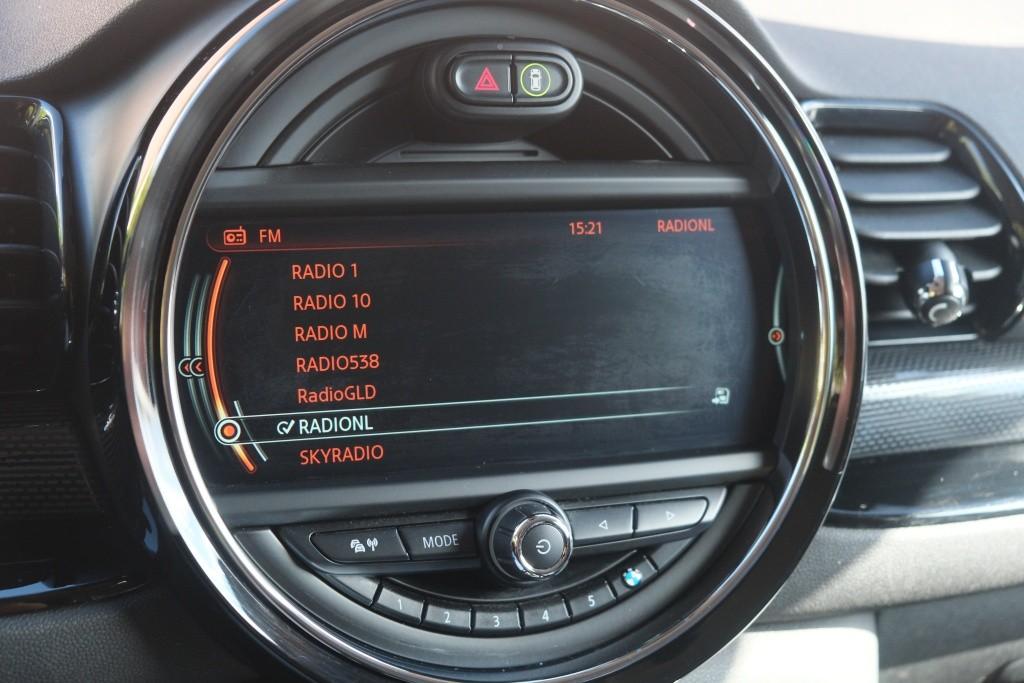 FM 15:21 RADIONL
RADIO 1
RADIO 10
RADIO M
RADIO538
RadioGLD
RADIONL
SKYRADIO
MODE
1 2 3 4 5